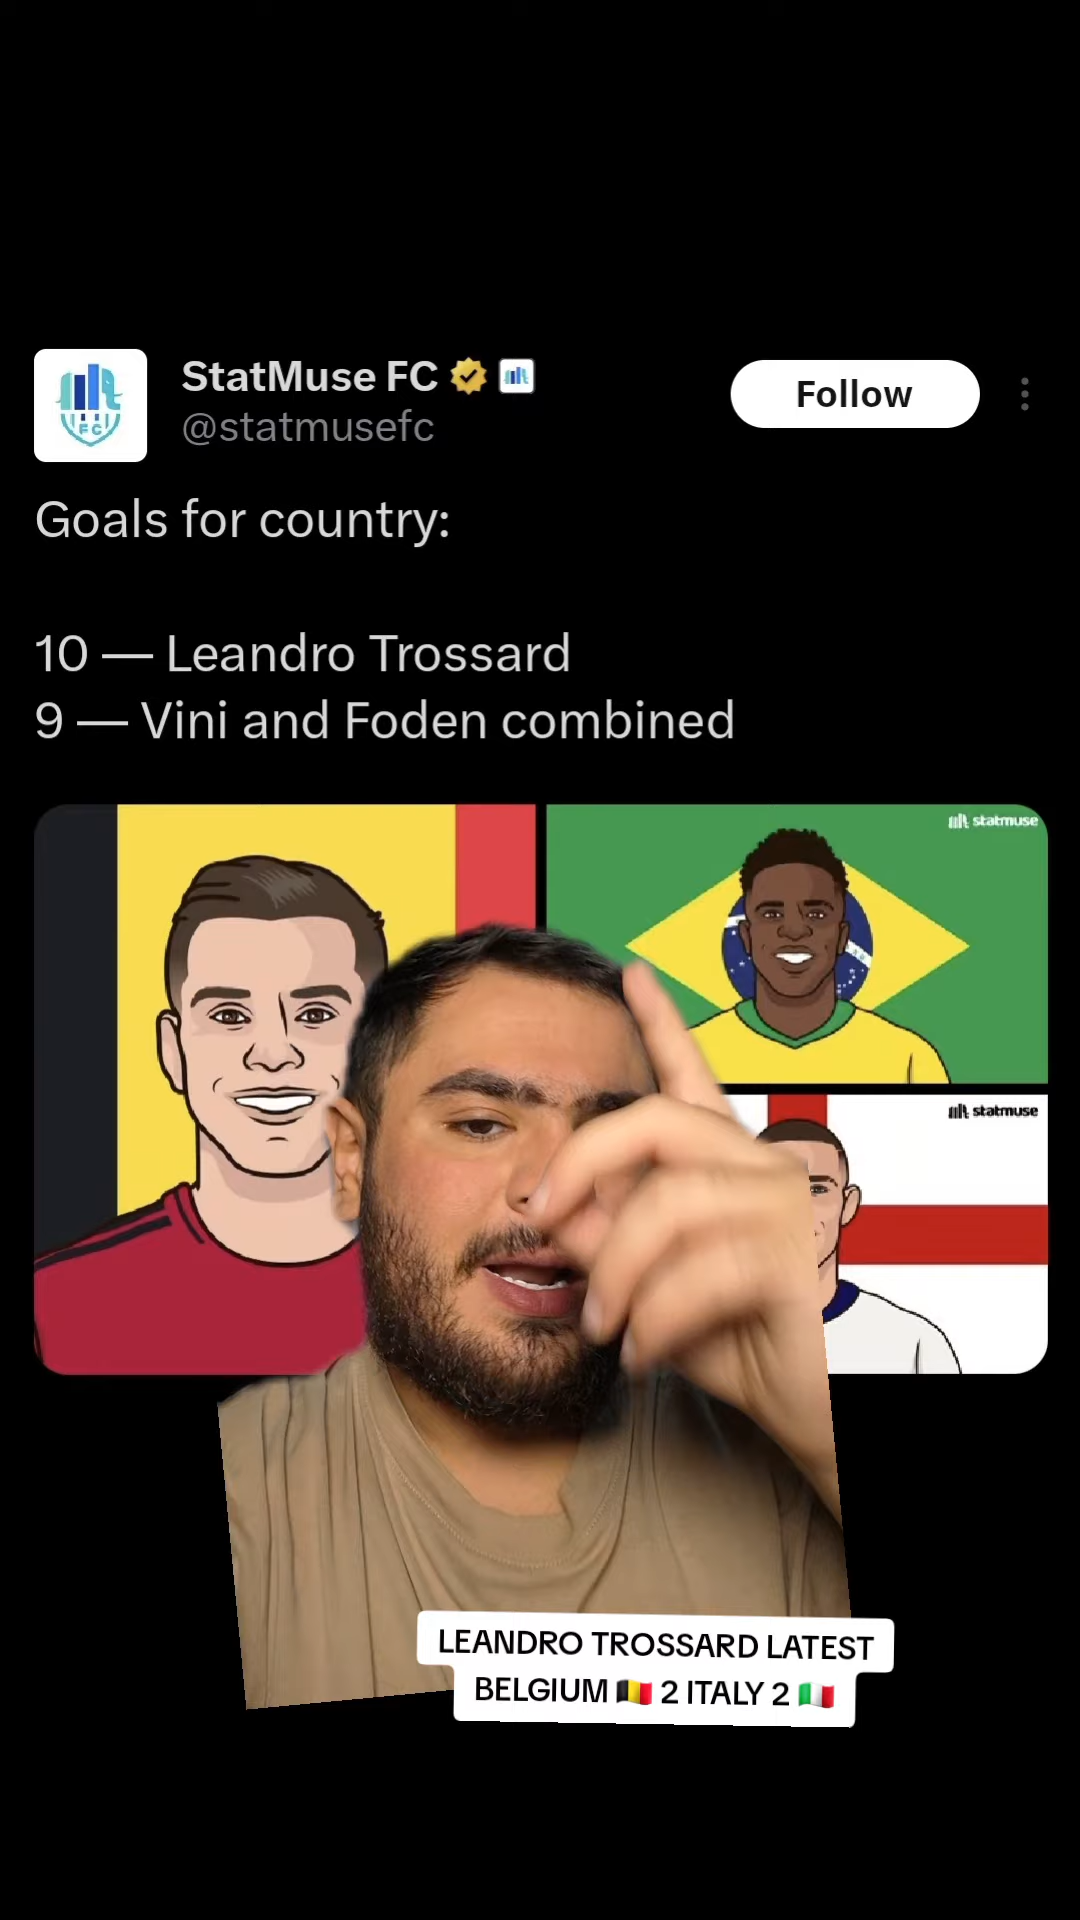 StatMuse FC
@statmusefc
Follow
FC
Goals for country:
10 — Leandro Trossard
9 — Vini and Foden combined
statmuse
statmuse
LEANDRO TROSSARD LATEST
BELGIUM 🇧🇪 2 ITALY 2 🇮🇹